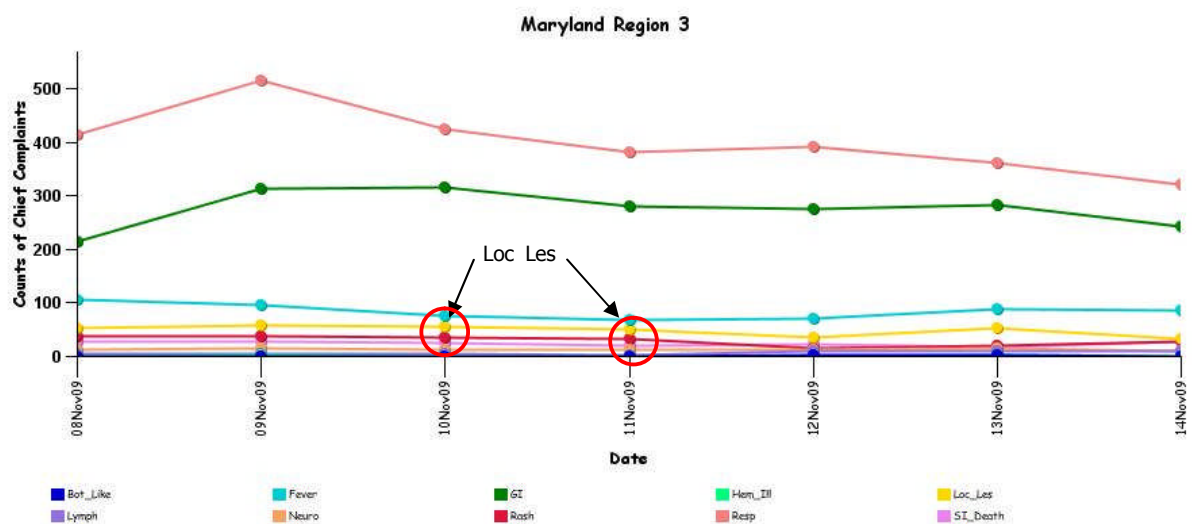 Maryland Region 3
Counts of Chief Complaints
500
400
300
200
100
0
Loc Les
08Nov09
09Nov09
10Nov09
11Nov09
12Nov09
13Nov09
14Nov09
Date
Bot_Like Fever GI Hem_Ill Loc_Les
Lymph Neuro Rash Resp SI_Death